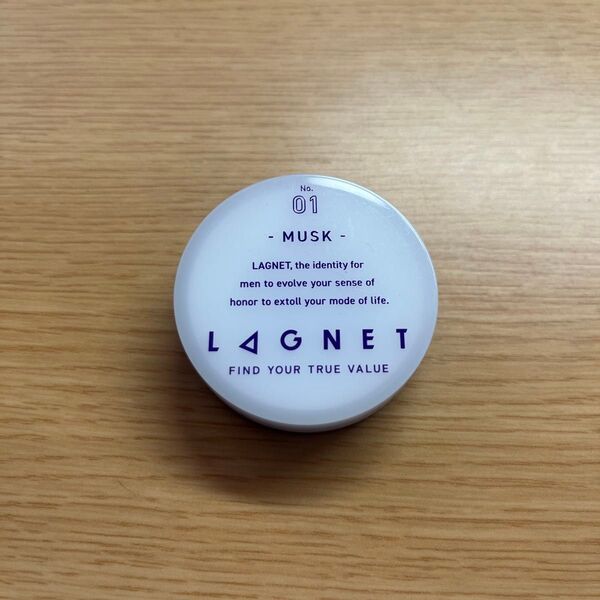 No.
01
- MUSK -
LAGNET, the identity for
men to evolve your sense of
honor to extoll your mode of life.
LAGNET
FIND YOUR TRUE VALUE